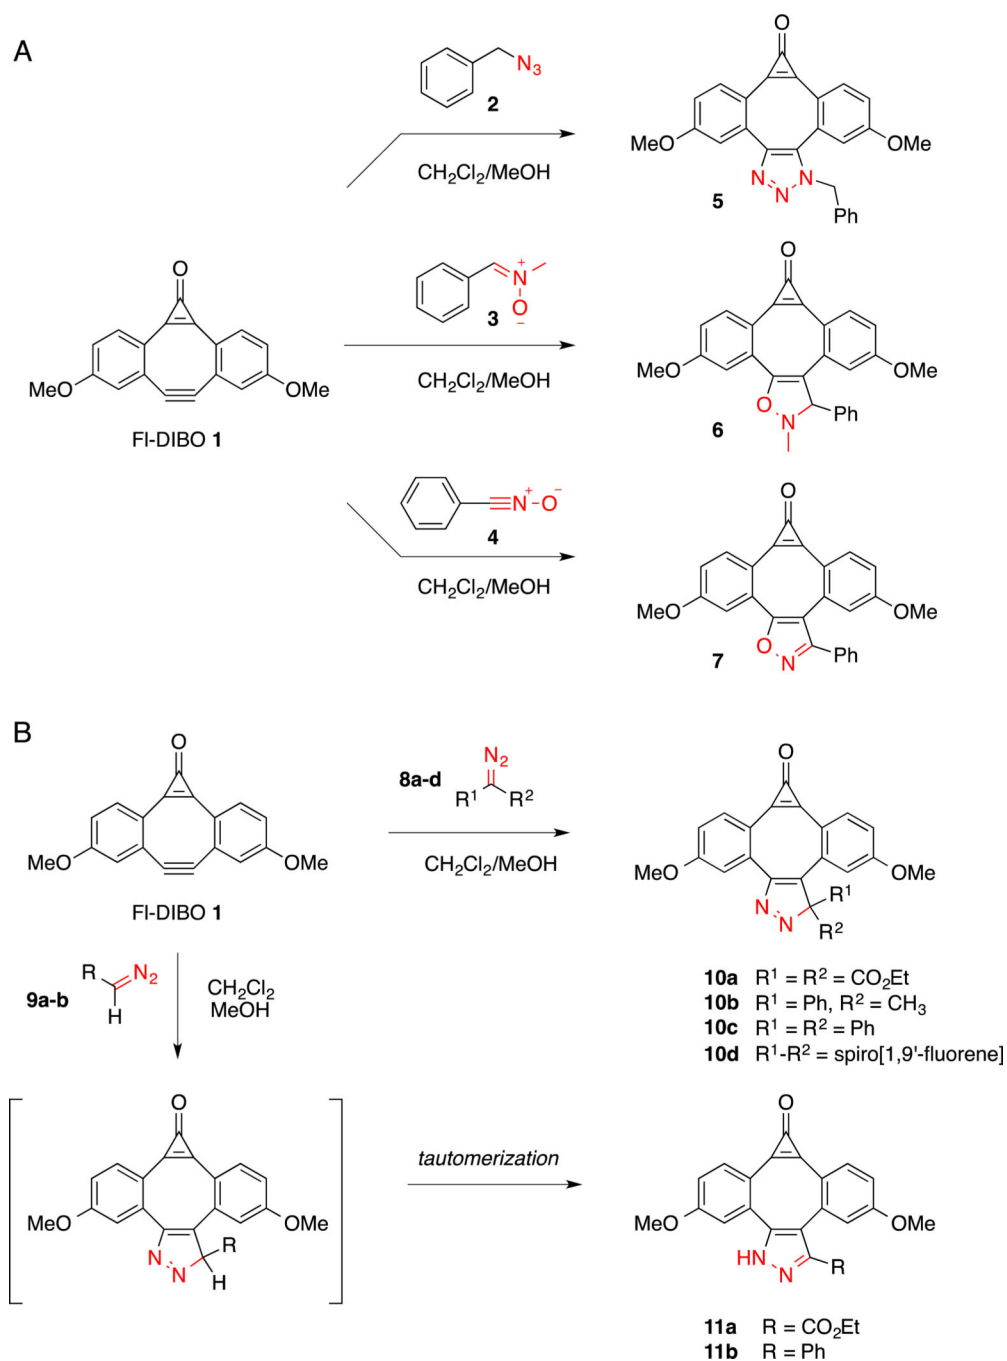 A
N₃
2
CH₂Cl₂/MeOH
O
MeO
OMe
N
N
N
5
Ph
O
MeO
OMe
Fl-DIBO 1
+
N
O
−
3
CH₂Cl₂/MeOH
O
MeO
OMe
O
N
Ph
6
+
N
O
−
4
CH₂Cl₂/MeOH
O
MeO
OMe
O
N
Ph
7
B
O
MeO
OMe
Fl-DIBO 1
8a-d
N₂
R¹
R²
CH₂Cl₂/MeOH
O
MeO
OMe
N
N
R¹
R²
10a R¹ = R² = CO₂Et
10b R¹ = Ph, R² = CH₃
10c R¹ = R² = Ph
10d R¹-R² = spiro[1,9'-fluorene]
9a-b
R
N₂
H
CH₂Cl₂
MeOH
O
MeO
OMe
N
N
R
H
tautomerization
O
MeO
OMe
HN
N
R
11a R = CO₂Et
11b R = Ph